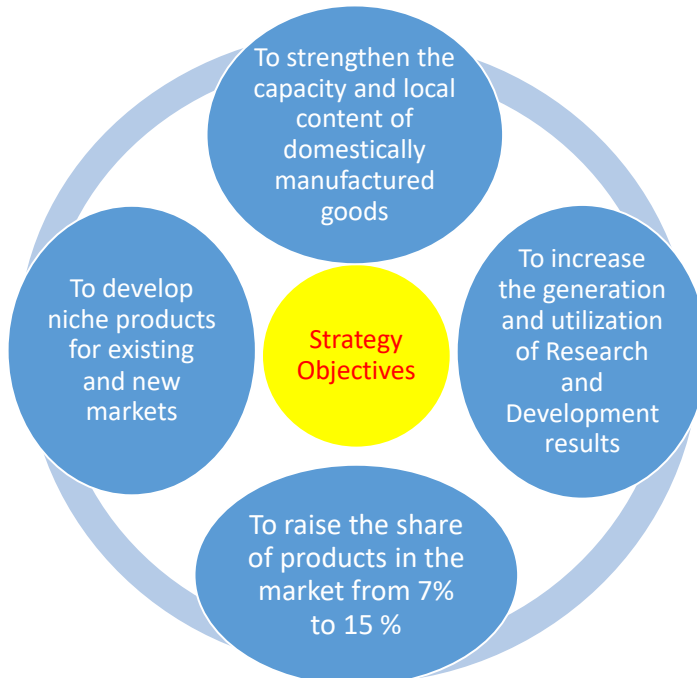 To strengthen the
capacity and local
content of
domestically
manufactured
goods
To increase
the generation
and utilization
of Research
and
Development
results
To raise the share
of products in the
market from 7%
to 15 %
To develop
niche products
for existing
and new
markets
Strategy
Objectives